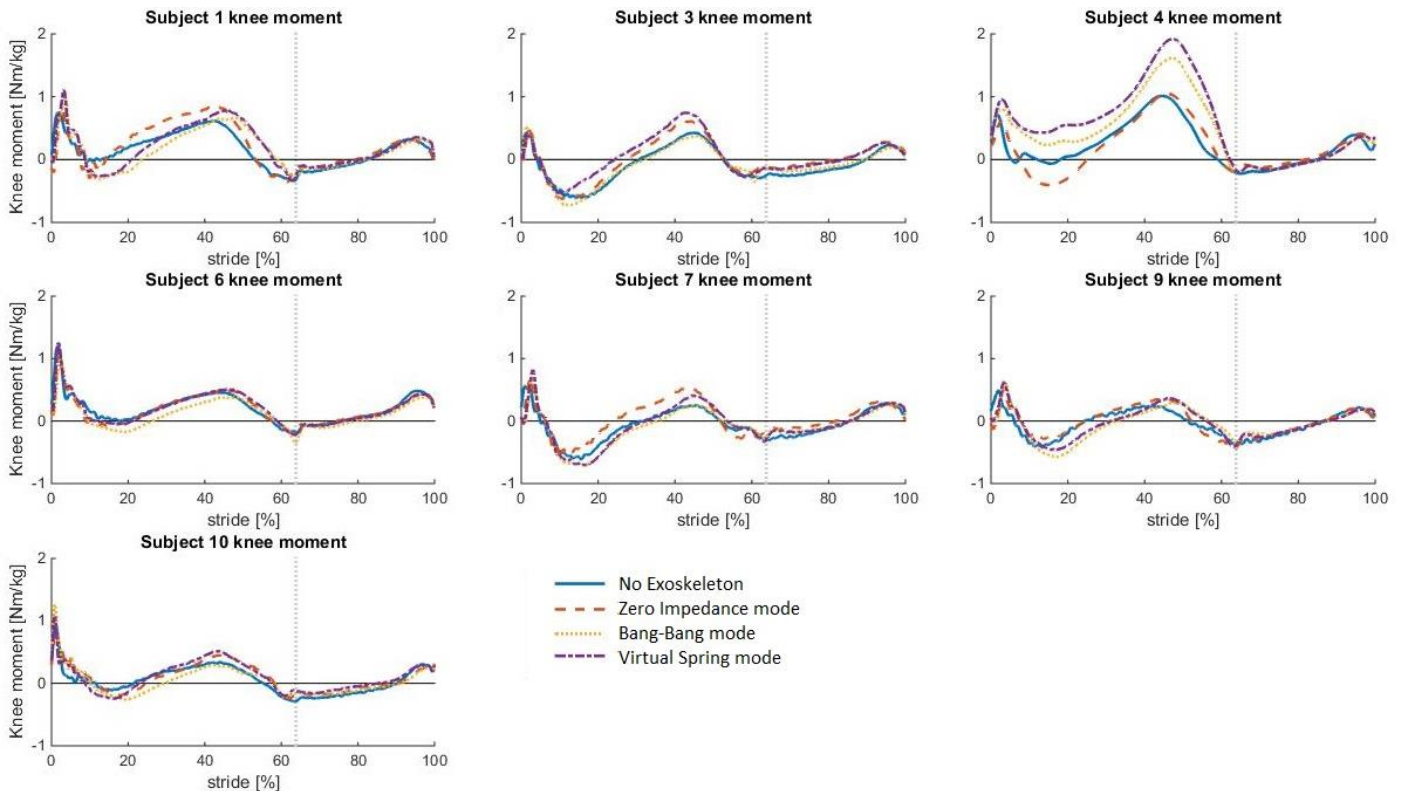 Subject 1 knee moment
Subject 3 knee moment
Subject 4 knee moment
Knee moment [Nm/kg]
2
1
0
-1
0 20 40 60 80 100
stride [%]
2
1
0
-1
0 20 40 60 80 100
stride [%]
2
1
0
-1
0 20 40 60 80 100
stride [%]
Subject 6 knee moment
Subject 7 knee moment
Subject 9 knee moment
Knee moment [Nm/kg]
2
1
0
-1
0 20 40 60 80 100
stride [%]
2
1
0
-1
0 20 40 60 80 100
stride [%]
2
1
0
-1
0 20 40 60 80 100
stride [%]
Subject 10 knee moment
Knee moment [Nm/kg]
2
1
0
-1
0 20 40 60 80 100
stride [%]
No Exoskeleton
Zero Impedance mode
Bang-Bang mode
Virtual Spring mode